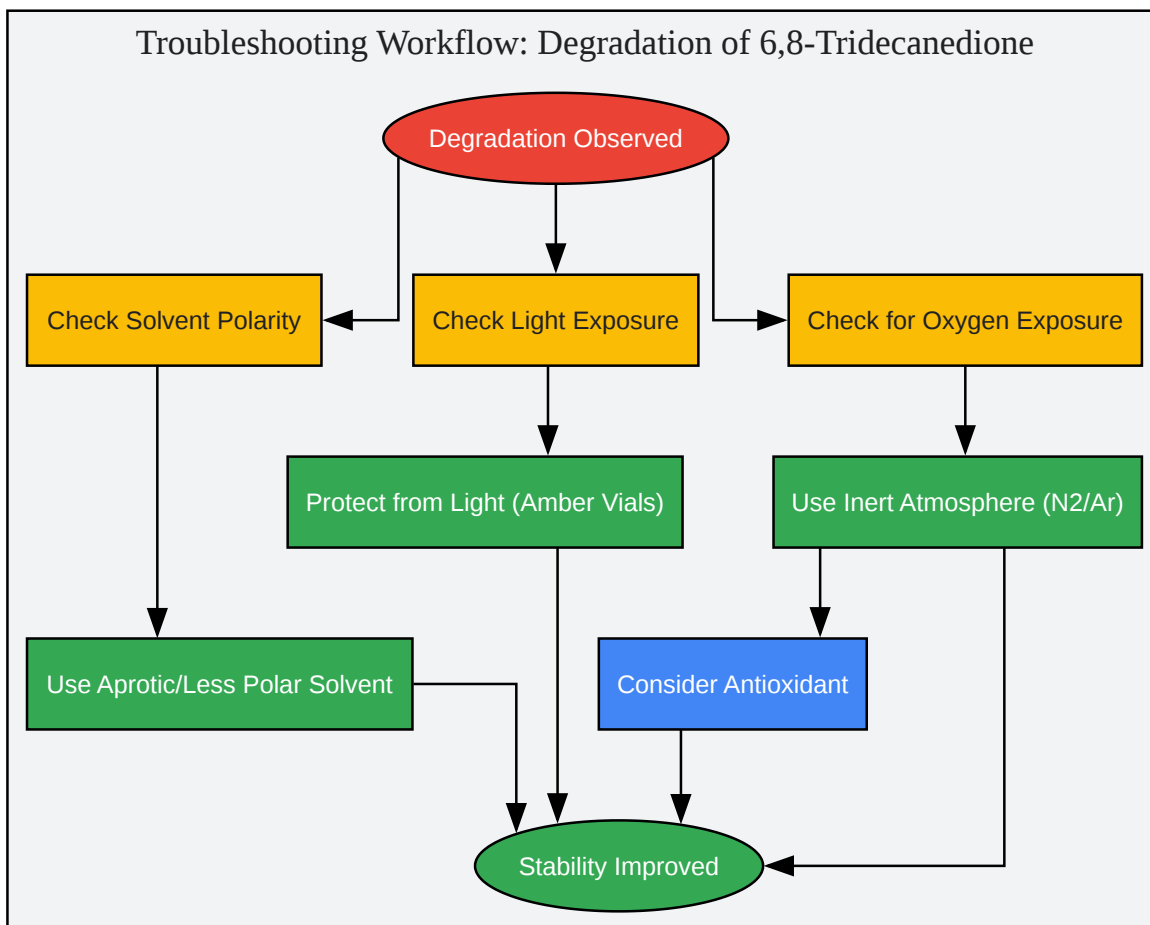 Troubleshooting Workflow: Degradation of 6,8-Tridecanedione
Degradation Observed
Check Solvent Polarity
Check Light Exposure
Check for Oxygen Exposure
Protect from Light (Amber Vials)
Use Inert Atmosphere (N2/Ar)
Use Aprotic/Less Polar Solvent
Consider Antioxidant
Stability Improved